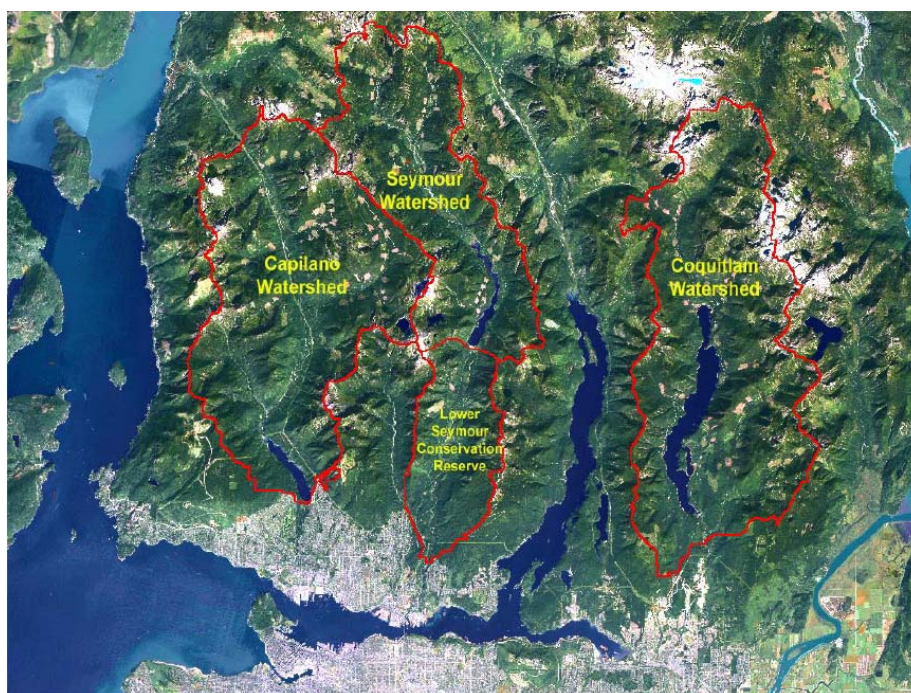 Seymour
Watershed
Capilano
Watershed
Coquitlam
Watershed
Lower
Seymour
Conservation
Reserve